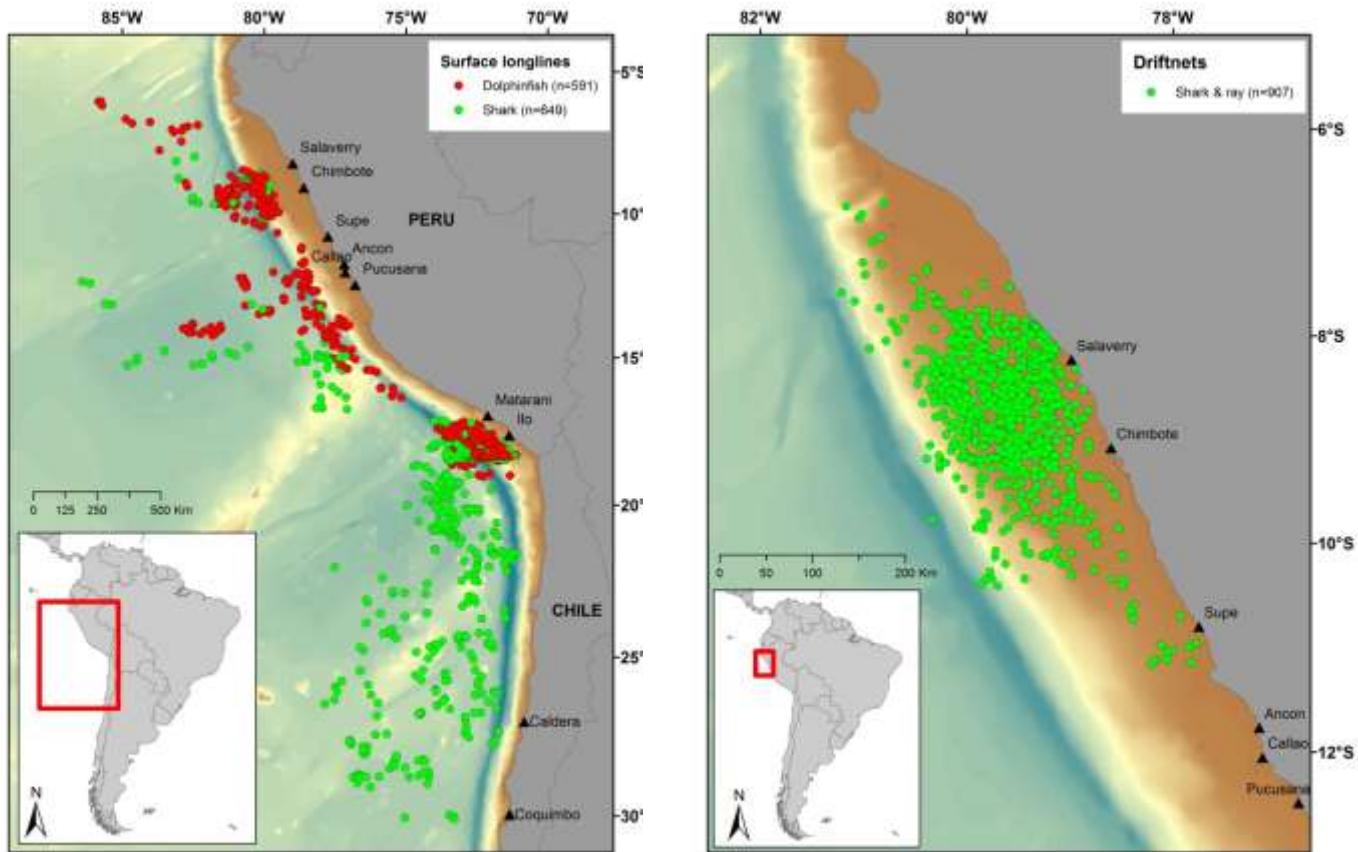 85°W 80°W 75°W 70°W
Surface longlines
Dolphinfish (n=591)
Shark (n=649)
5°S
Salaverry
Chimbote
10°
Supe
PERU
Ancon
Callao
Pucusana
15°
Matarani
Ilo
0 125 250 500 Km
20°
CHILE
25°
Caldera
N
Coquimbo
30°
82°W 80°W 78°W
Driftnets
Shark & ray (n=907)
6°S
8°S
Salaverry
Chimbote
10°S
0 50 100 200 Km
Supe
Ancon
12°S
Callao
Pucusana
N